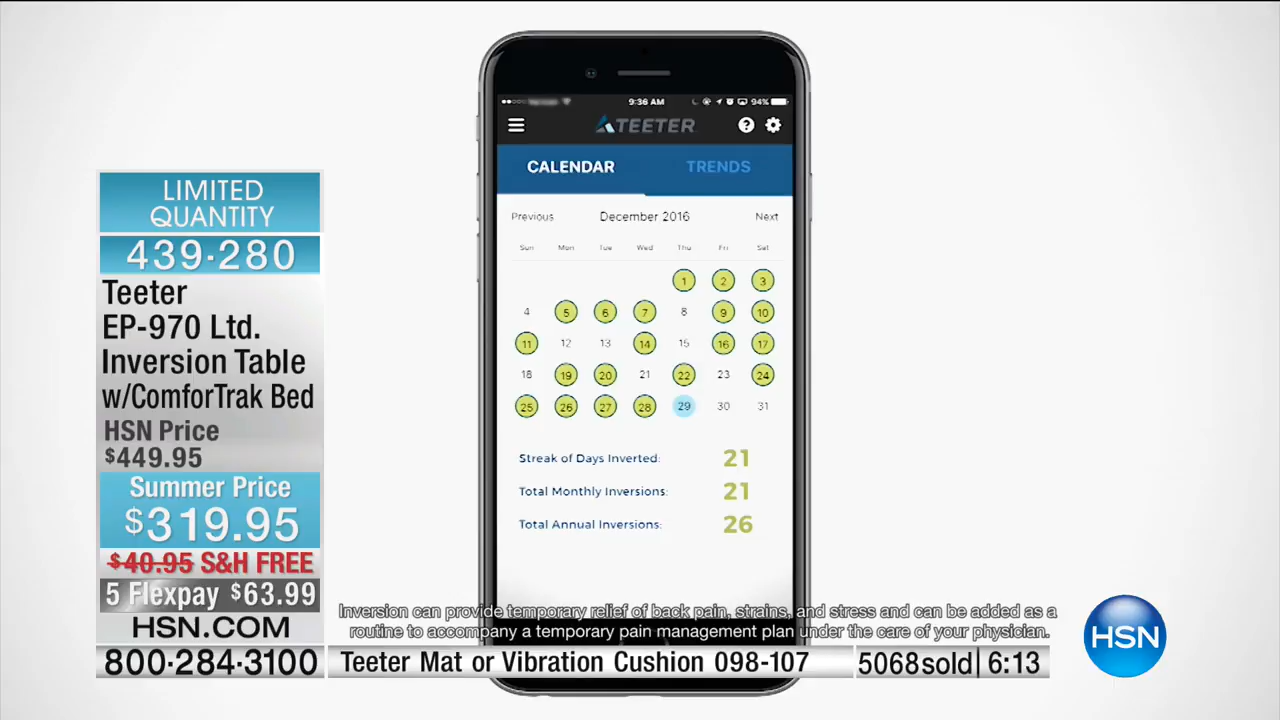 LIMITED
QUANTITY
439·280
Teeter
EP-970 Ltd.
Inversion Table
w/ComforTrak Bed
HSN Price
$449.95
Summer Price
$319.95
$40.95 S&H FREE
5 Flexpay $63.99
HSN.COM
800·284·3100
9:36 AM
94%
TEETER
?
CALENDAR TRENDS
Previous December 2016 Next
Sun Mon Tue Wed Thu Fri Sat
1 2 3
4 5 6 7 8 9 10
11 12 13 14 15 16 17
18 19 20 21 22 23 24
25 26 27 28 29 30 31
Streak of Days Inverted: 21
Total Monthly Inversions: 21
Total Annual Inversions: 26
Inversion can provide temporary relief of back pain, strains, and stress and can be added as a
routine to accompany a temporary pain management plan under the care of your physician.
Teeter Mat or Vibration Cushion 098-107
5068sold 6:13
HSN